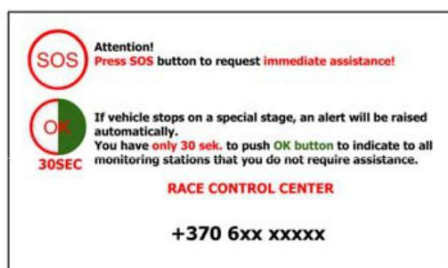 SOS
Attention!
Press SOS button to request immediate assistance!
OK
30SEC
If vehicle stops on a special stage, an alert will be raised
automatically.
You have only 30 sek. to push OK button to indicate to all
monitoring stations that you do not require assistance.
RACE CONTROL CENTER
+370 6xx xxxxx